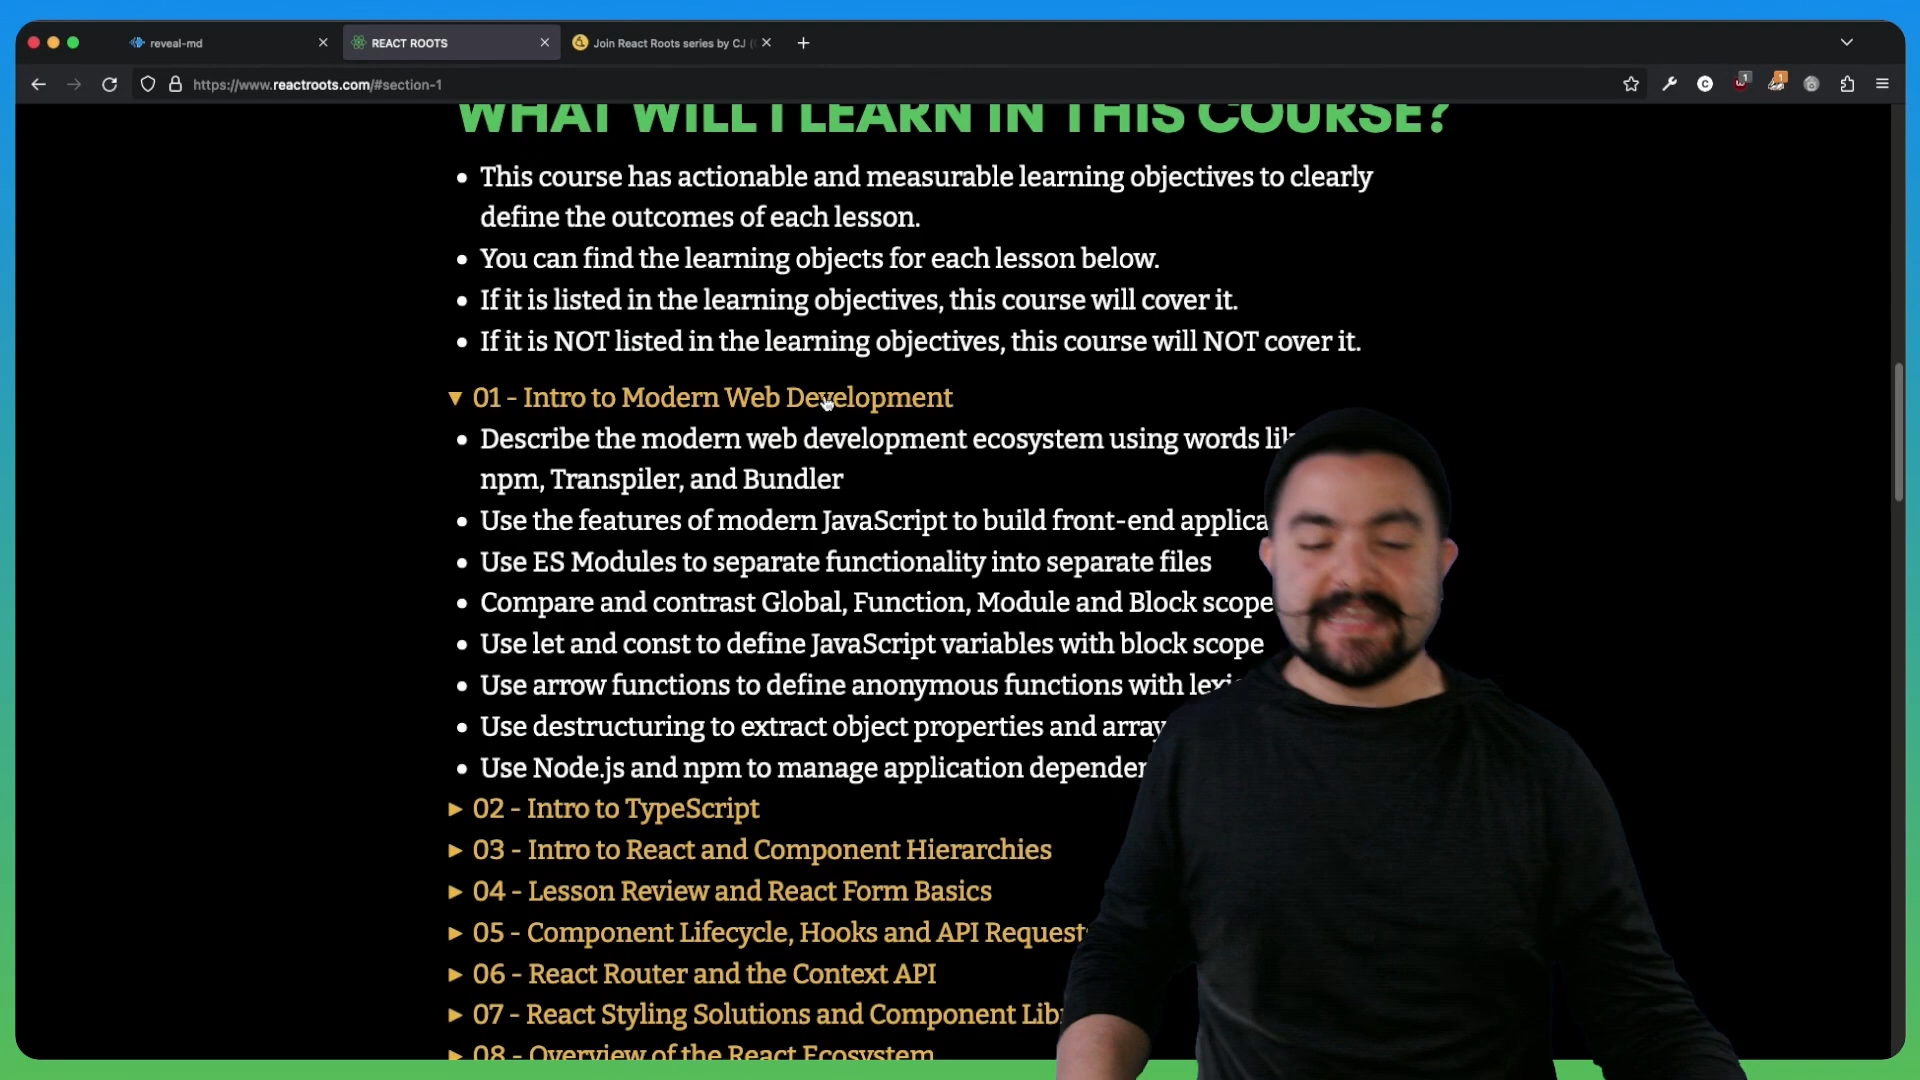 reveal-md
REACT ROOTS
Join React Roots series by CJ
https://www.reactroots.com/#section-1
1
1
WHAT WILL I LEARN IN THIS COURSE?
This course has actionable and measurable learning objectives to clearly
define the outcomes of each lesson.
You can find the learning objects for each lesson below.
If it is listed in the learning objectives, this course will cover it.
If it is NOT listed in the learning objectives, this course will NOT cover it.
01 - Intro to Modern Web Development
Describe the modern web development ecosystem using words
npm, Transpiler, and Bundler
Use the features of modern JavaScript to build front-end
Use ES Modules to separate functionality into separate files
Compare and contrast Global, Function, Module and Block scope
Use let and const to define JavaScript variables with block scope
Use arrow functions to define anonymous functions with
Use destructuring to extract object properties and array
Use Node.js and npm to manage application
02 - Intro to TypeScript
03 - Intro to React and Component Hierarchies
04 - Lesson Review and React Form Basics
05 - Component Lifecycle, Hooks and API Requests
06 - React Router and the Context API
07 - React Styling Solutions and Component
08 - Overview of the React Ecosystem